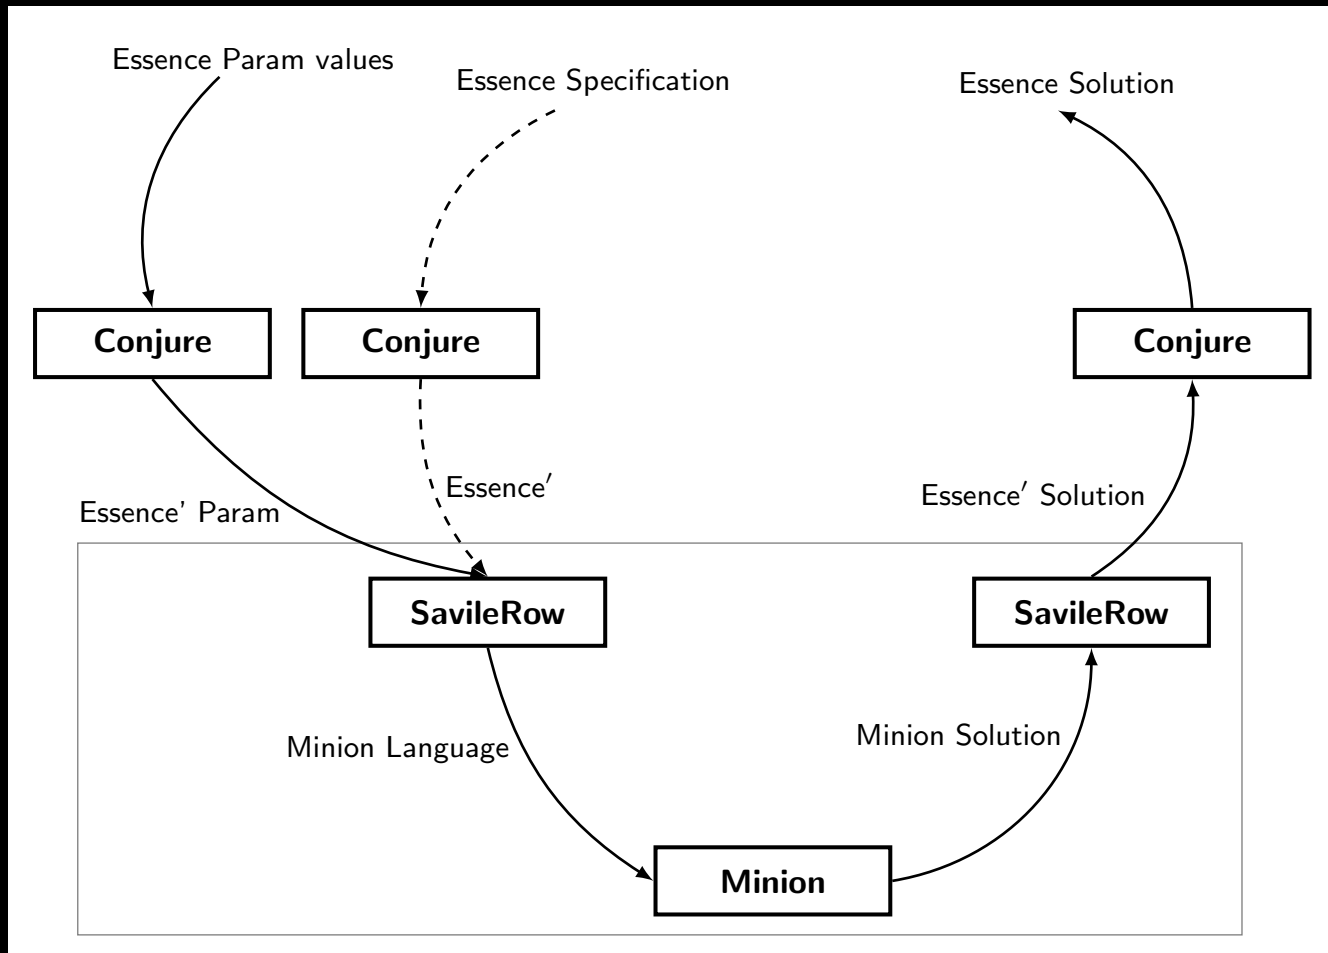 Essence Param values
Essence Specification
Essence Solution
Conjure
Conjure
Conjure
Essence′
Essence′ Solution
Essence' Param
SavileRow
SavileRow
Minion Solution
Minion Language
Minion